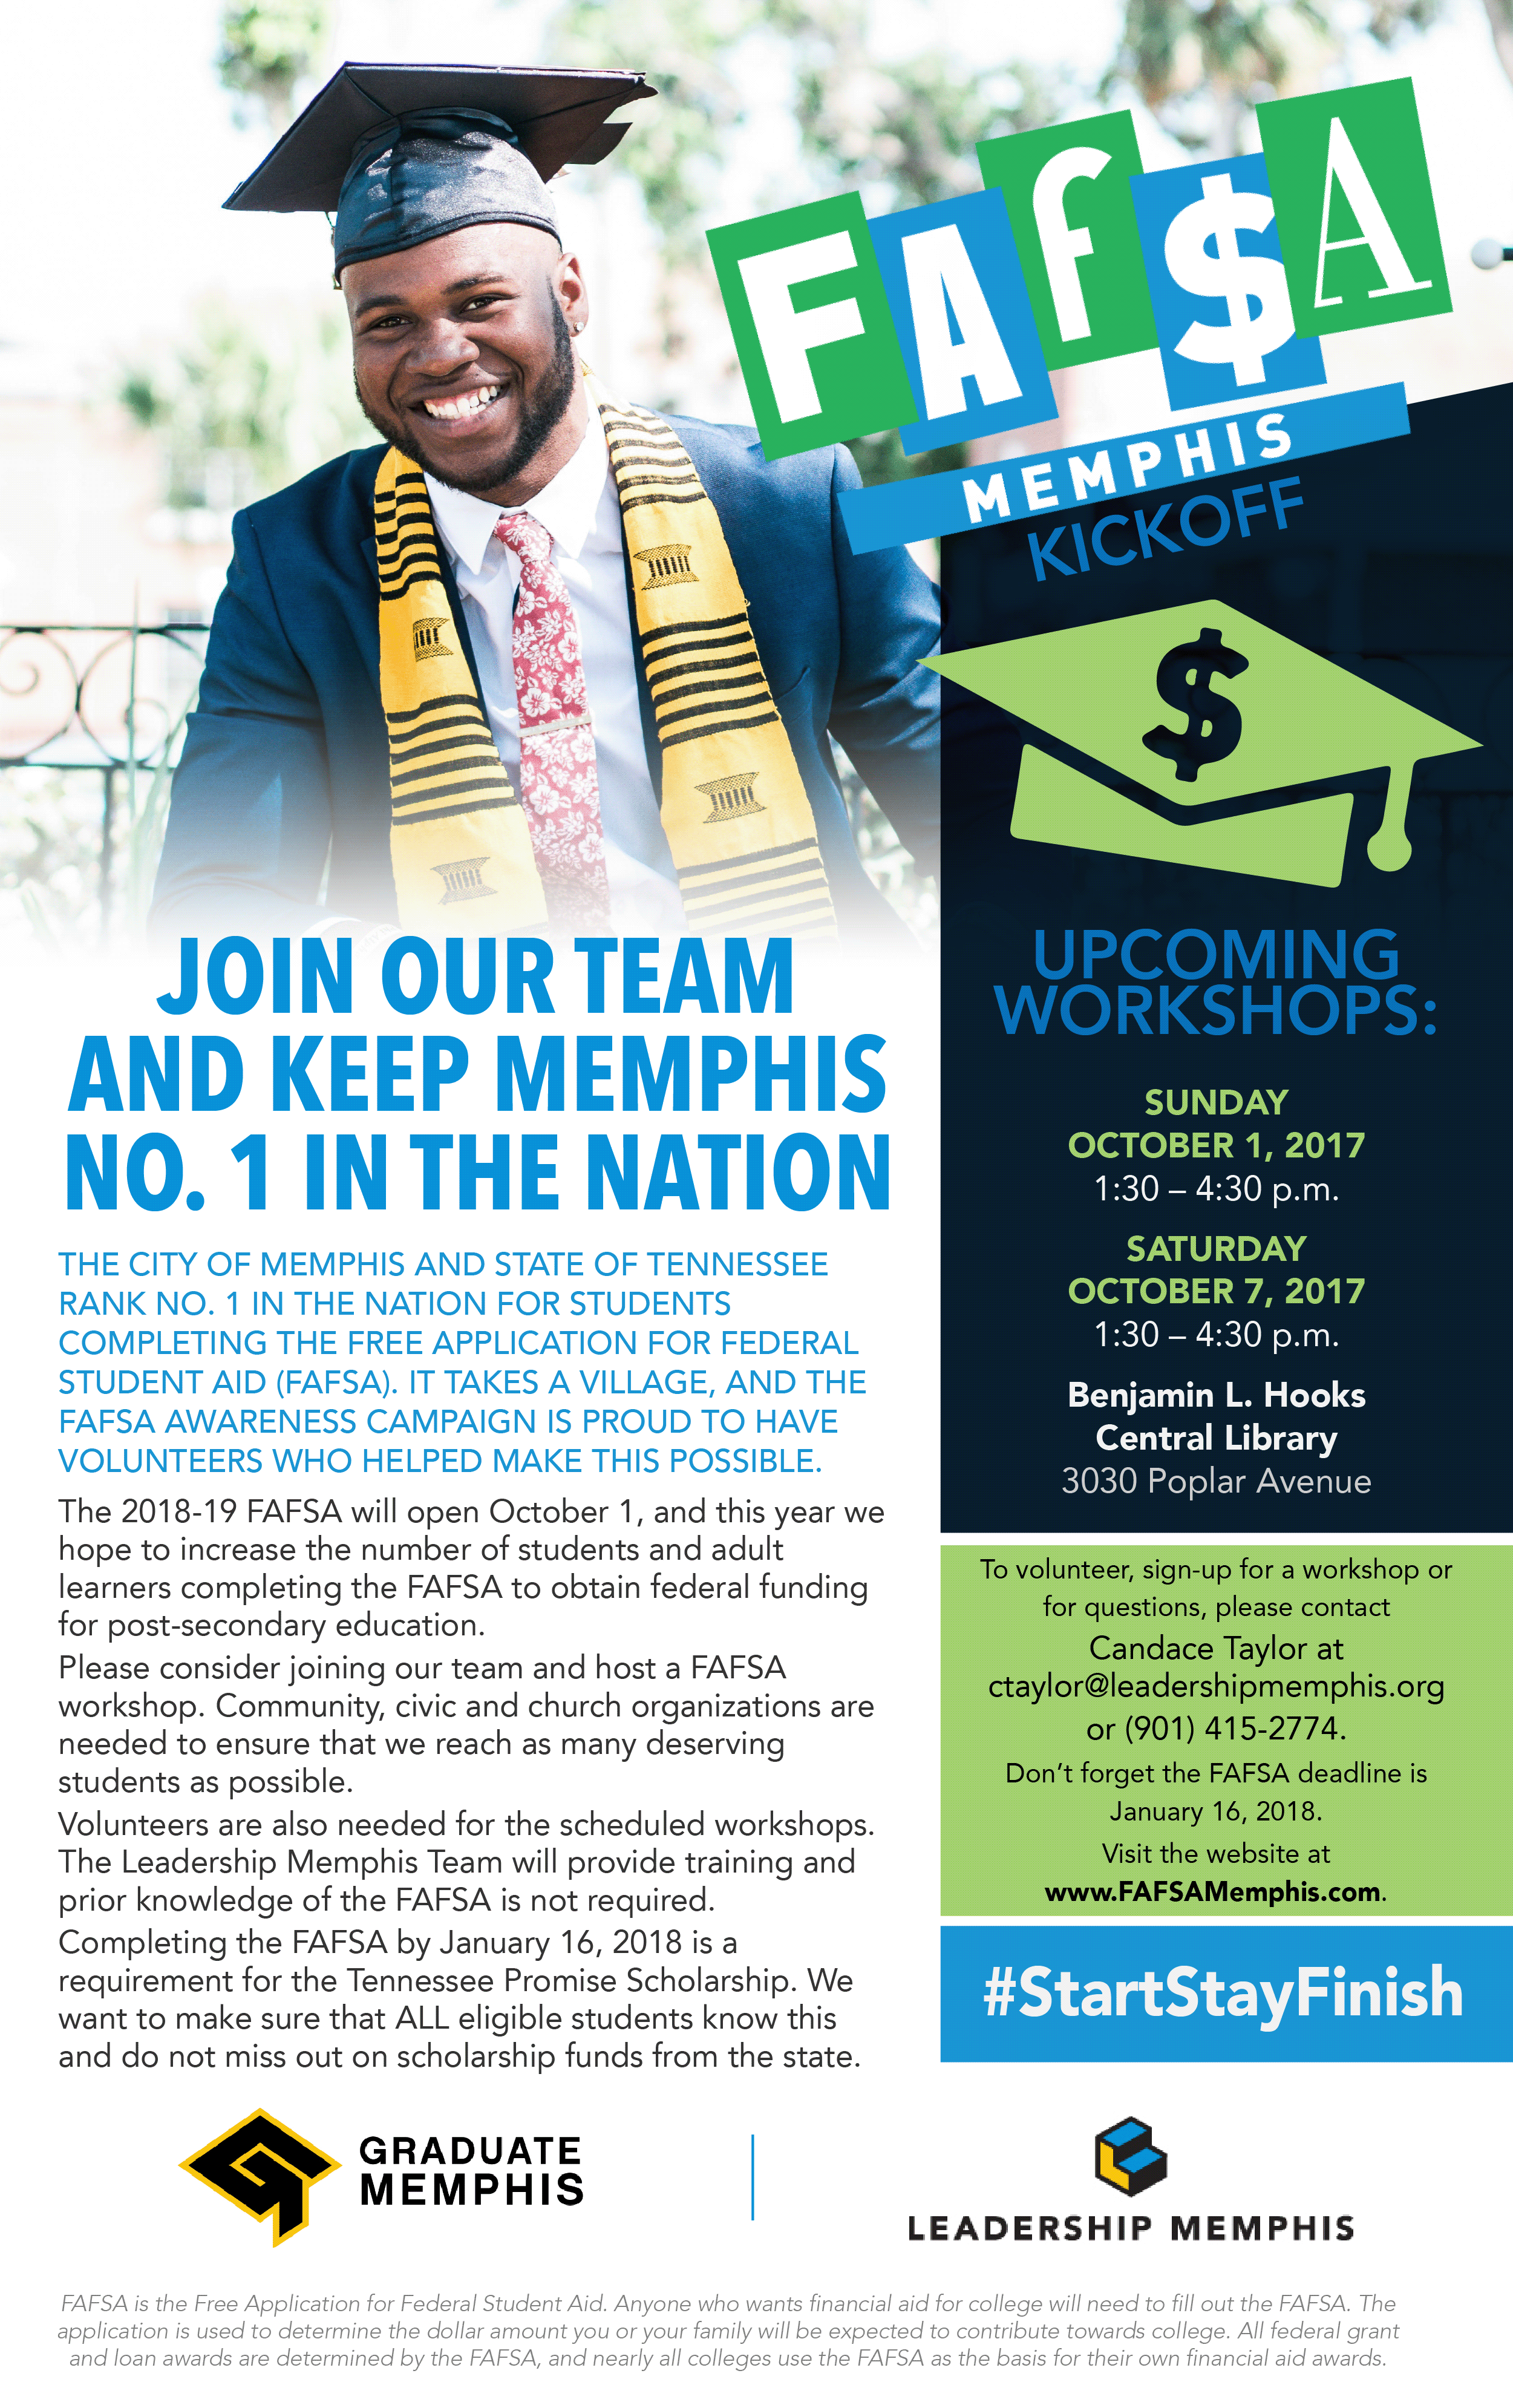 FAf$A
MEMPHIS
KICKOFF
$
JOIN OUR TEAM
AND KEEP MEMPHIS
NO. 1 IN THE NATION
THE CITY OF MEMPHIS AND STATE OF TENNESSEE
RANK NO. 1 IN THE NATION FOR STUDENTS
COMPLETING THE FREE APPLICATION FOR FEDERAL
STUDENT AID (FAFSA). IT TAKES A VILLAGE, AND THE
FAFSA AWARENESS CAMPAIGN IS PROUD TO HAVE
VOLUNTEERS WHO HELPED MAKE THIS POSSIBLE.
The 2018-19 FAFSA will open October 1, and this year we
hope to increase the number of students and adult
learners completing the FAFSA to obtain federal funding
for post-secondary education.
Please consider joining our team and host a FAFSA
workshop. Community, civic and church organizations are
needed to ensure that we reach as many deserving
students as possible.
Volunteers are also needed for the scheduled workshops.
The Leadership Memphis Team will provide training and
prior knowledge of the FAFSA is not required.
Completing the FAFSA by January 16, 2018 is a
requirement for the Tennessee Promise Scholarship. We
want to make sure that ALL eligible students know this
and do not miss out on scholarship funds from the state.
UPCOMING
WORKSHOPS:
SUNDAY
OCTOBER 1, 2017
1:30 – 4:30 p.m.
SATURDAY
OCTOBER 7, 2017
1:30 – 4:30 p.m.
Benjamin L. Hooks
Central Library
3030 Poplar Avenue
To volunteer, sign-up for a workshop or
for questions, please contact
Candace Taylor at
ctaylor@leadershipmemphis.org
or (901) 415-2774.
Don’t forget the FAFSA deadline is
January 16, 2018.
Visit the website at
www.FAFSAMemphis.com.
#StartStayFinish
GRADUATE
MEMPHIS
LEADERSHIP MEMPHIS
FAFSA is the Free Application for Federal Student Aid. Anyone who wants financial aid for college will need to fill out the FAFSA. The
application is used to determine the dollar amount you or your family will be expected to contribute towards college. All federal grant
and loan awards are determined by the FAFSA, and nearly all colleges use the FAFSA as the basis for their own financial aid awards.